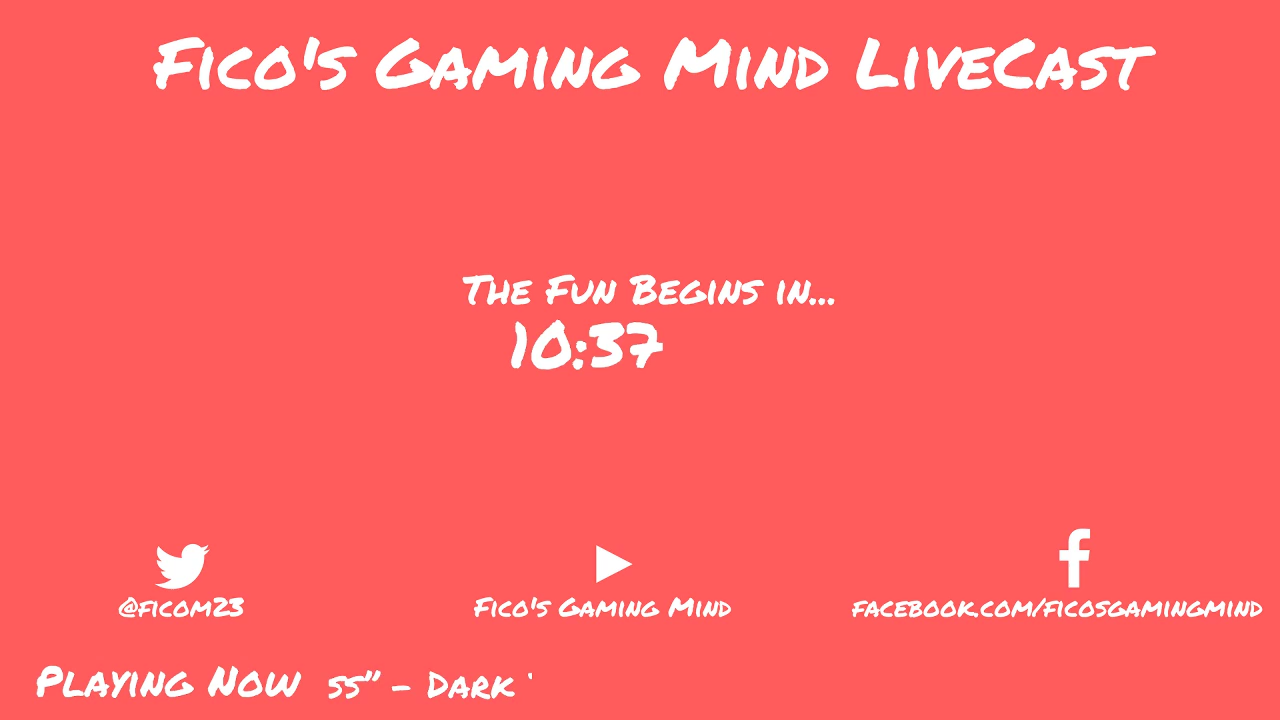 Fico's Gaming Mind LiveCast
The Fun Begins in...
10:37
@ficom23
Fico's Gaming Mind
facebook.com/ficosgamingmind
Playing Now 55” - Dark